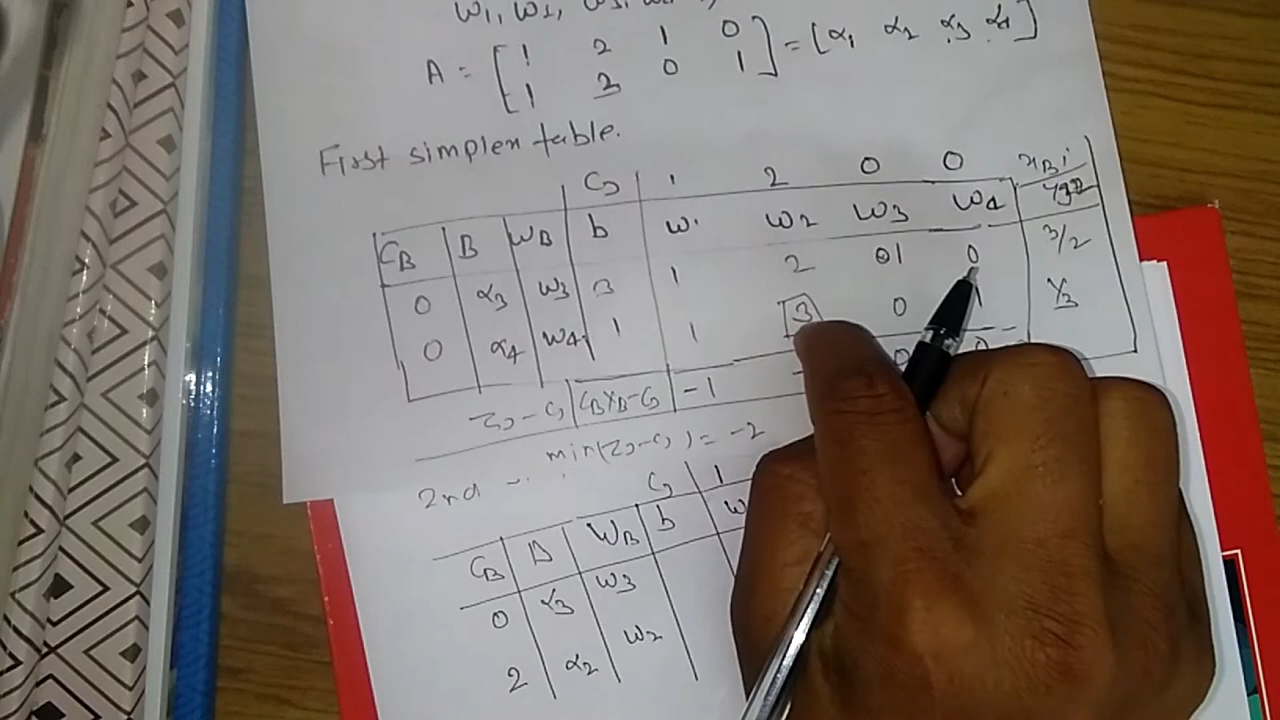 A = [ 1 2 1 0
1 3 0 1 ] = [α1 α2 α3 α4]
First simplex table.
Cj 1 2 0 0
CB B WB b w1 w2 w3 w4
0 α3 w3 3 1 2 1 0 3/2
0 α4 w4 1 1 3 0 1 1/3
zj-cj CBYB-Cj -1
min(zj-cj) = -2
2nd
Cj 1
CB B WB b w
0 α3 w3
2 α2 w2